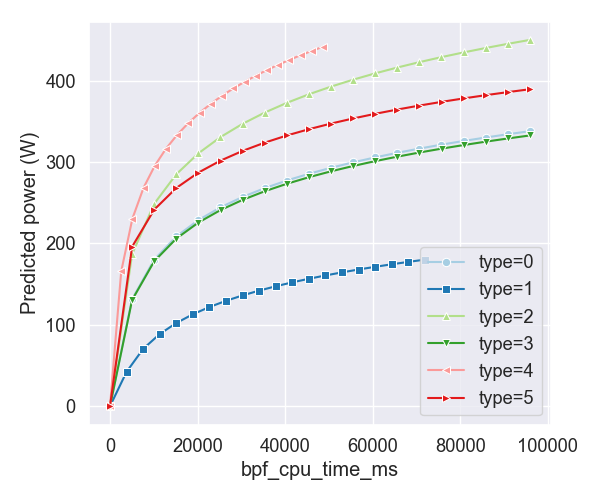 400
300
200
100
0
Predicted power (W)
type=0
type=1
type=2
type=3
type=4
type=5
0 20000 40000 60000 80000 100000
bpf_cpu_time_ms